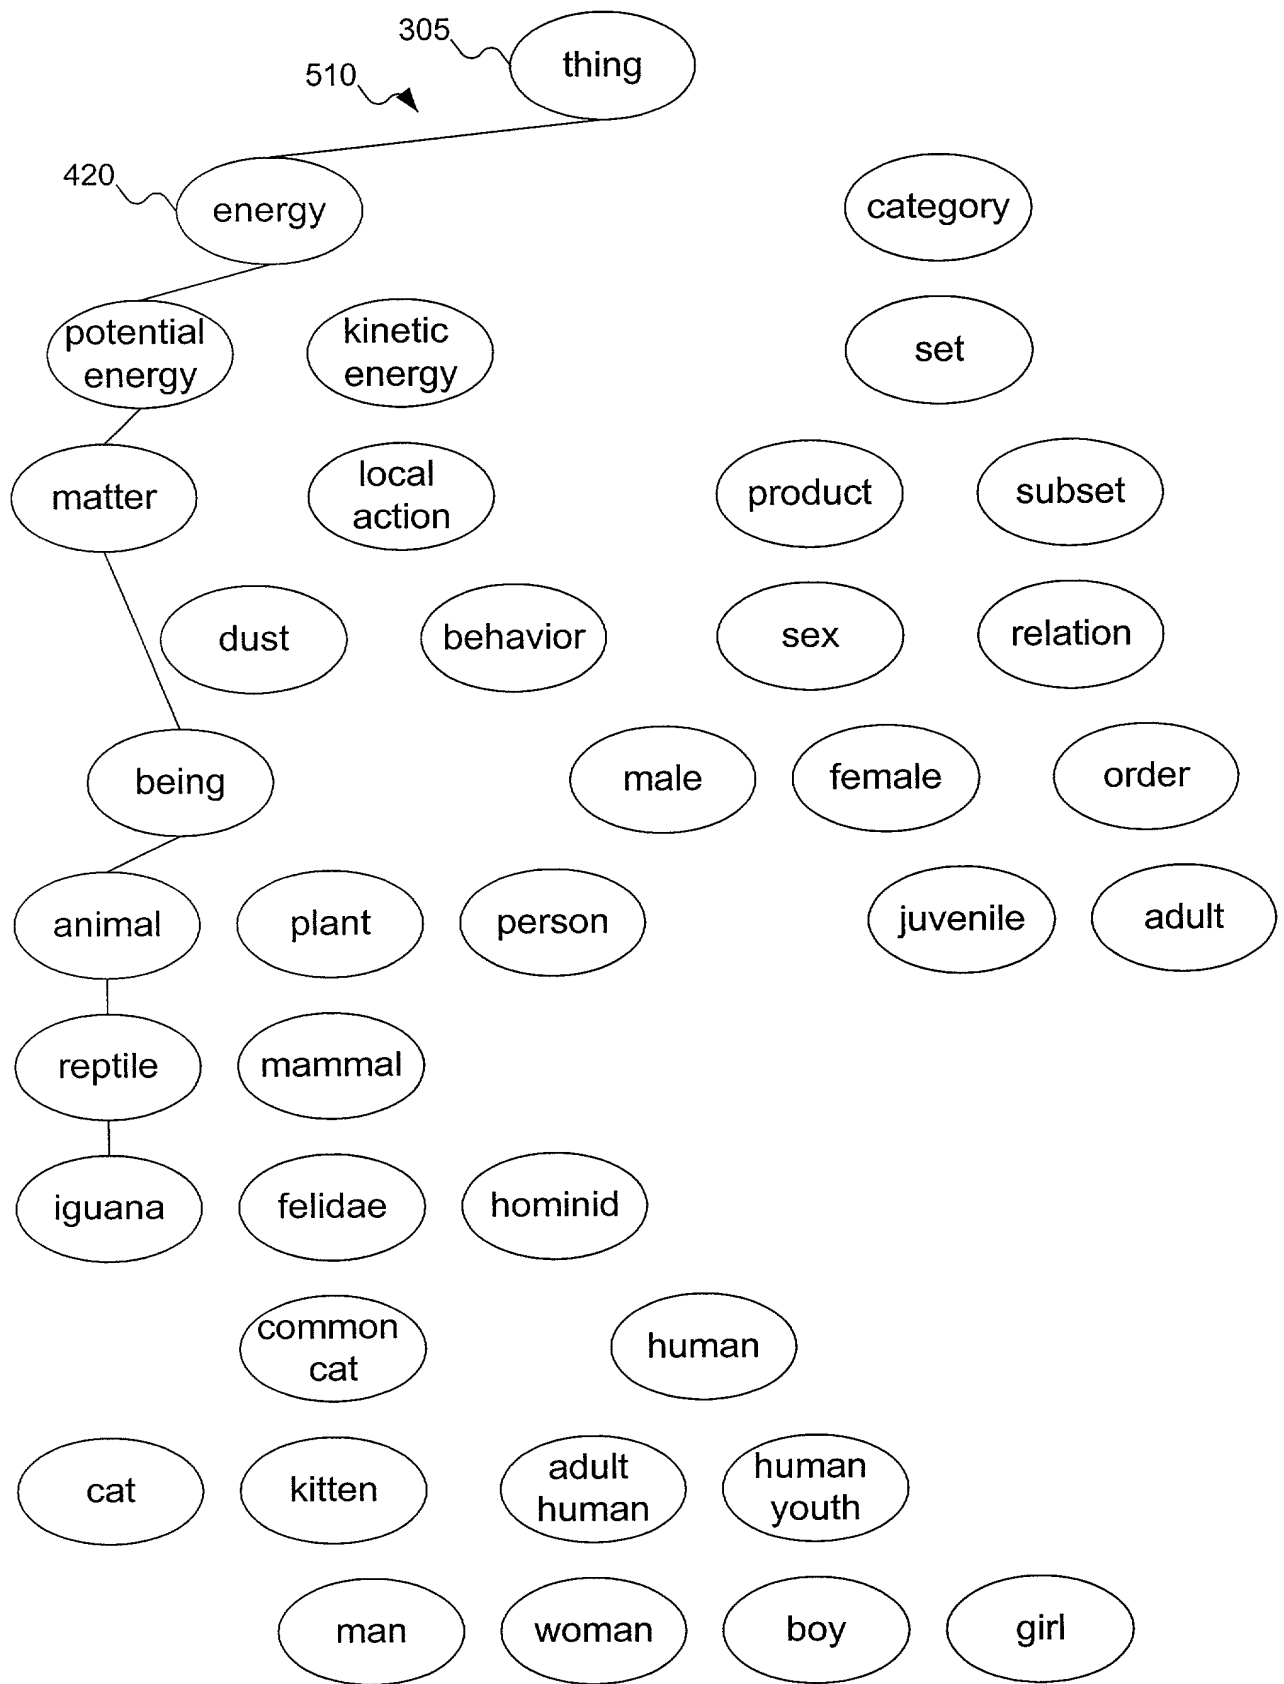 305
thing
510
420
energy
category
potential
energy
kinetic
energy
set
matter
local
action
product
subset
dust
behavior
sex
relation
being
male
female
order
animal
plant
person
juvenile
adult
reptile
mammal
iguana
felidae
hominid
common
cat
human
cat
kitten
adult
human
human
youth
man
woman
boy
girl